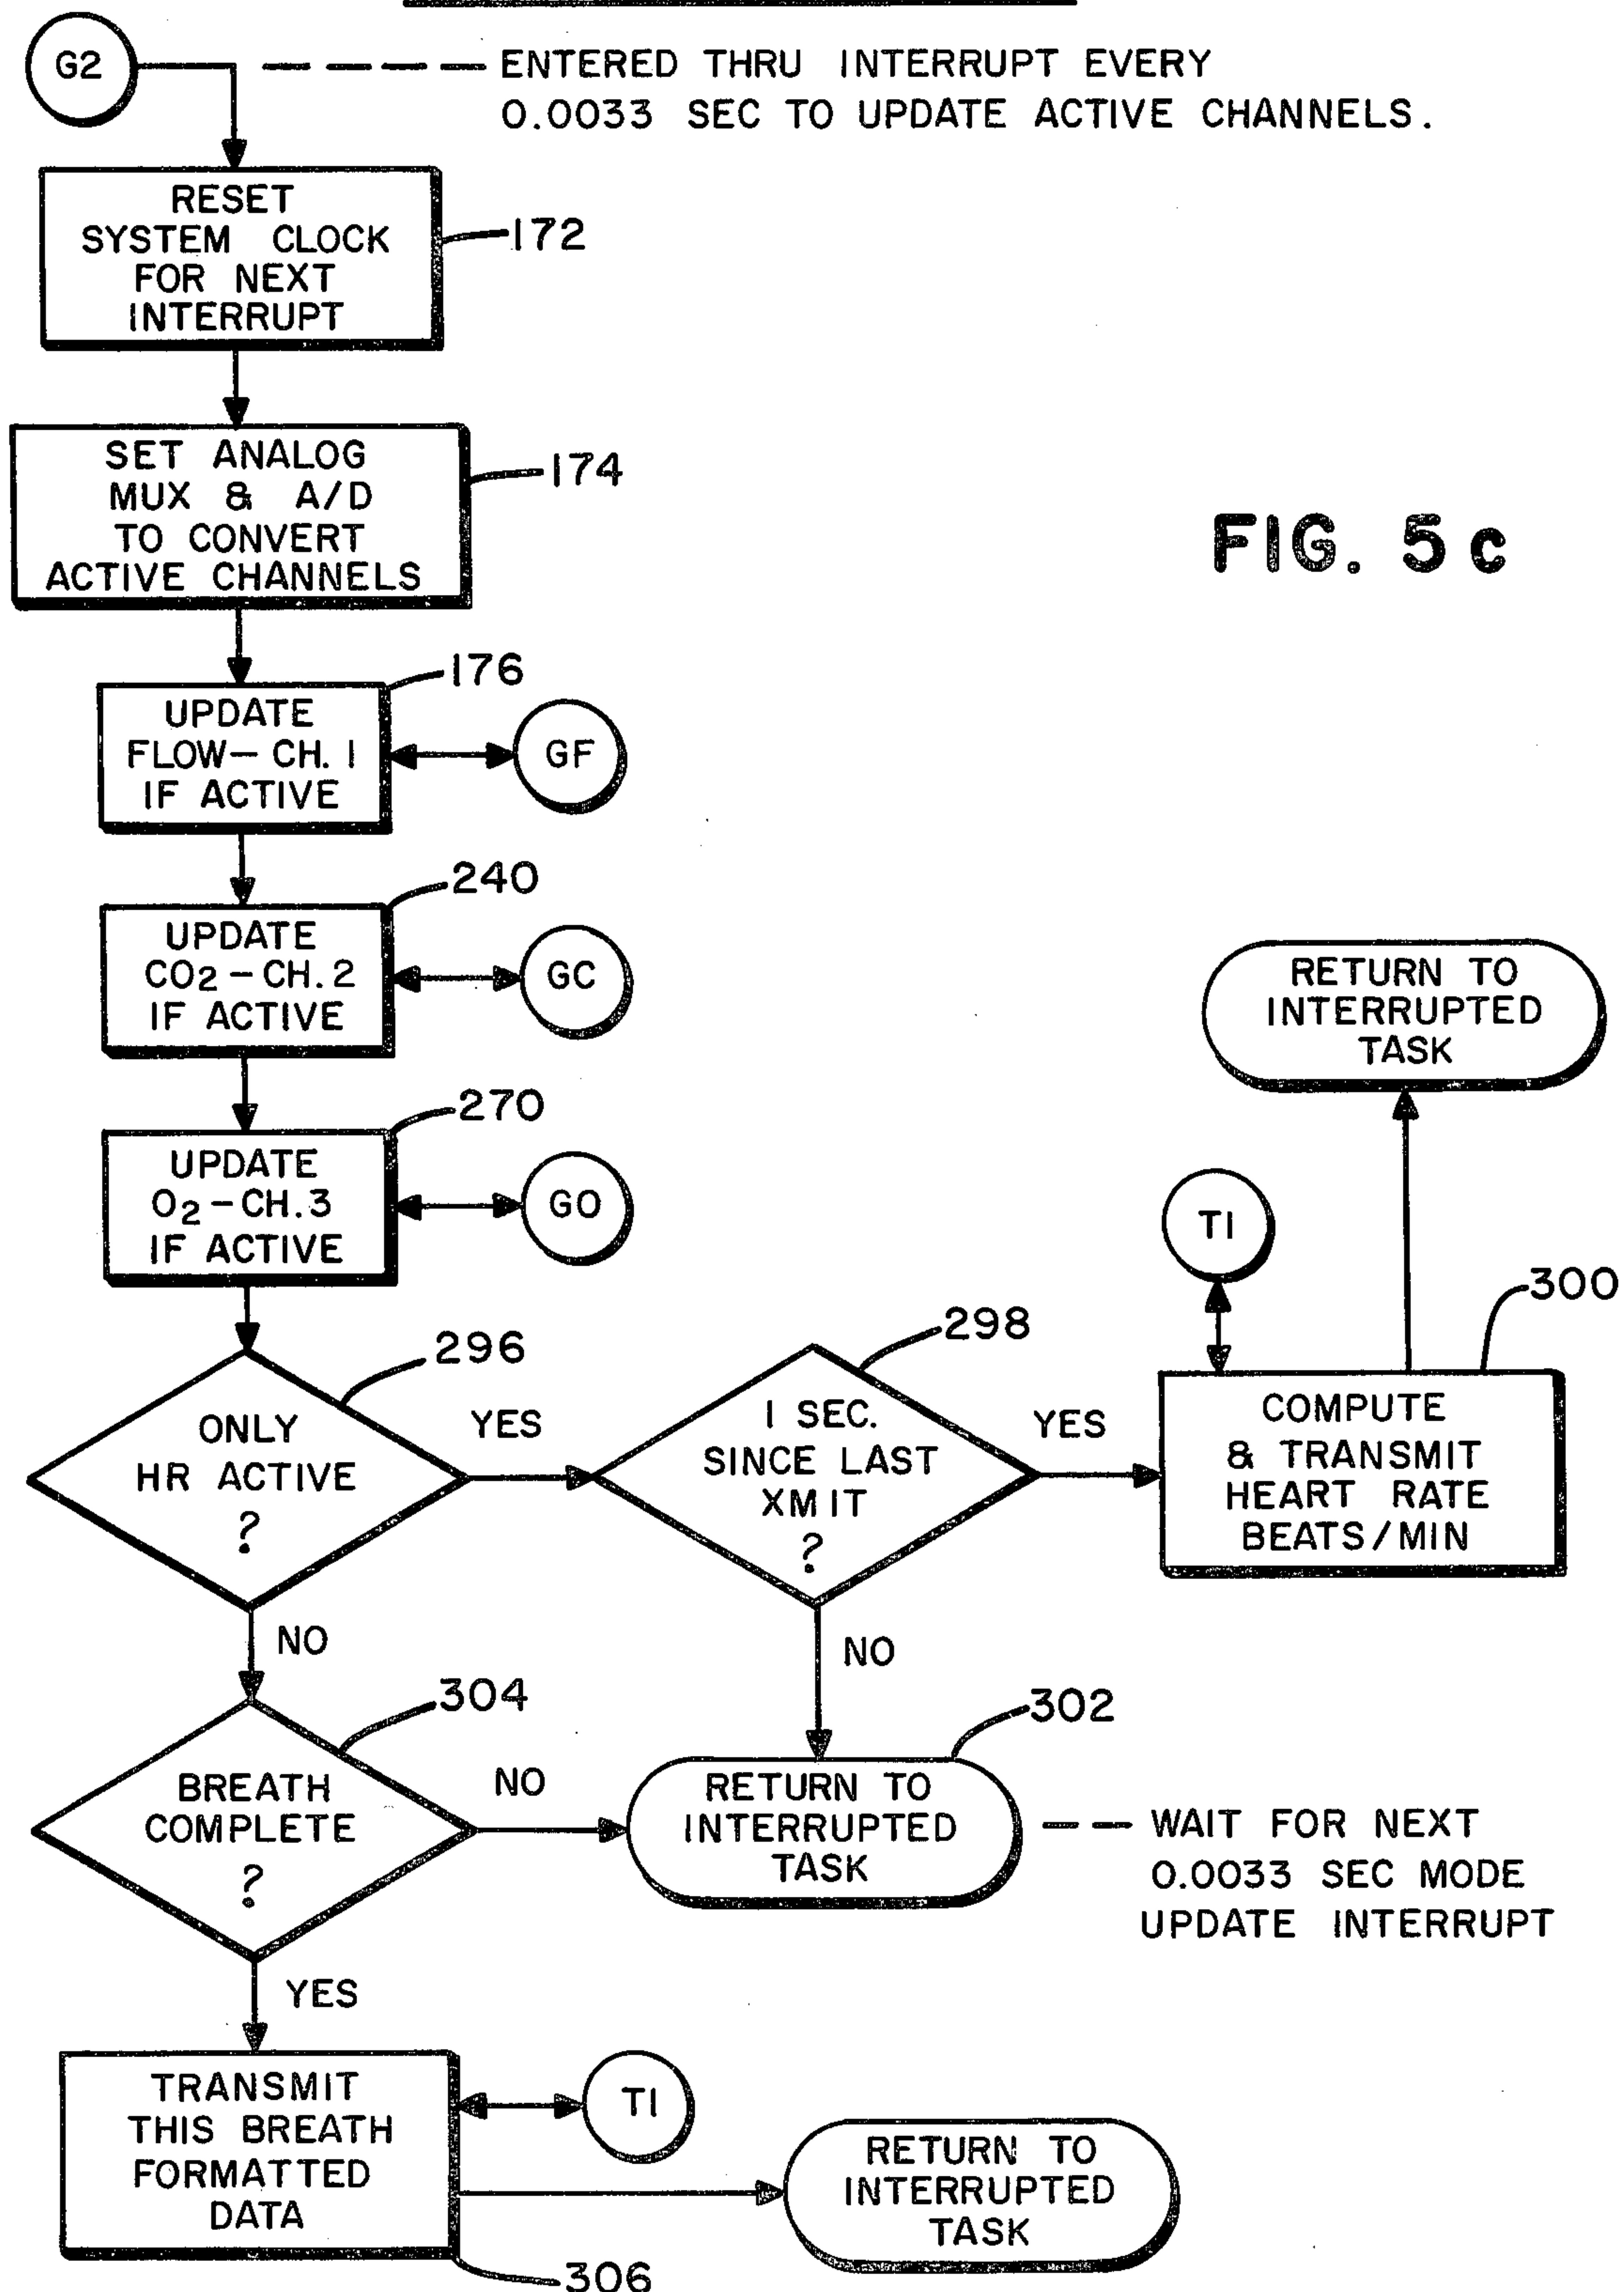 G2
ENTERED THRU INTERRUPT EVERY
0.0033 SEC TO UPDATE ACTIVE CHANNELS.
RESET
SYSTEM CLOCK
FOR NEXT
INTERRUPT
172
SET ANALOG
MUX & A/D
TO CONVERT
ACTIVE CHANNELS
174
FIG. 5c
176
UPDATE
FLOW— CH. 1
IF ACTIVE
GF
240
UPDATE
CO2 – CH. 2
IF ACTIVE
GC
RETURN TO
INTERRUPTED
TASK
270
UPDATE
O2 – CH. 3
IF ACTIVE
GO
T1
300
296
ONLY
HR ACTIVE
?
YES
298
1 SEC.
SINCE LAST
XMIT
?
YES
COMPUTE
& TRANSMIT
HEART RATE
BEATS/MIN
NO
NO
304
BREATH
COMPLETE
?
NO
302
RETURN TO
INTERRUPTED
TASK
WAIT FOR NEXT
0.0033 SEC MODE
UPDATE INTERRUPT
YES
TRANSMIT
THIS BREATH
FORMATTED
DATA
T1
RETURN TO
INTERRUPTED
TASK
306